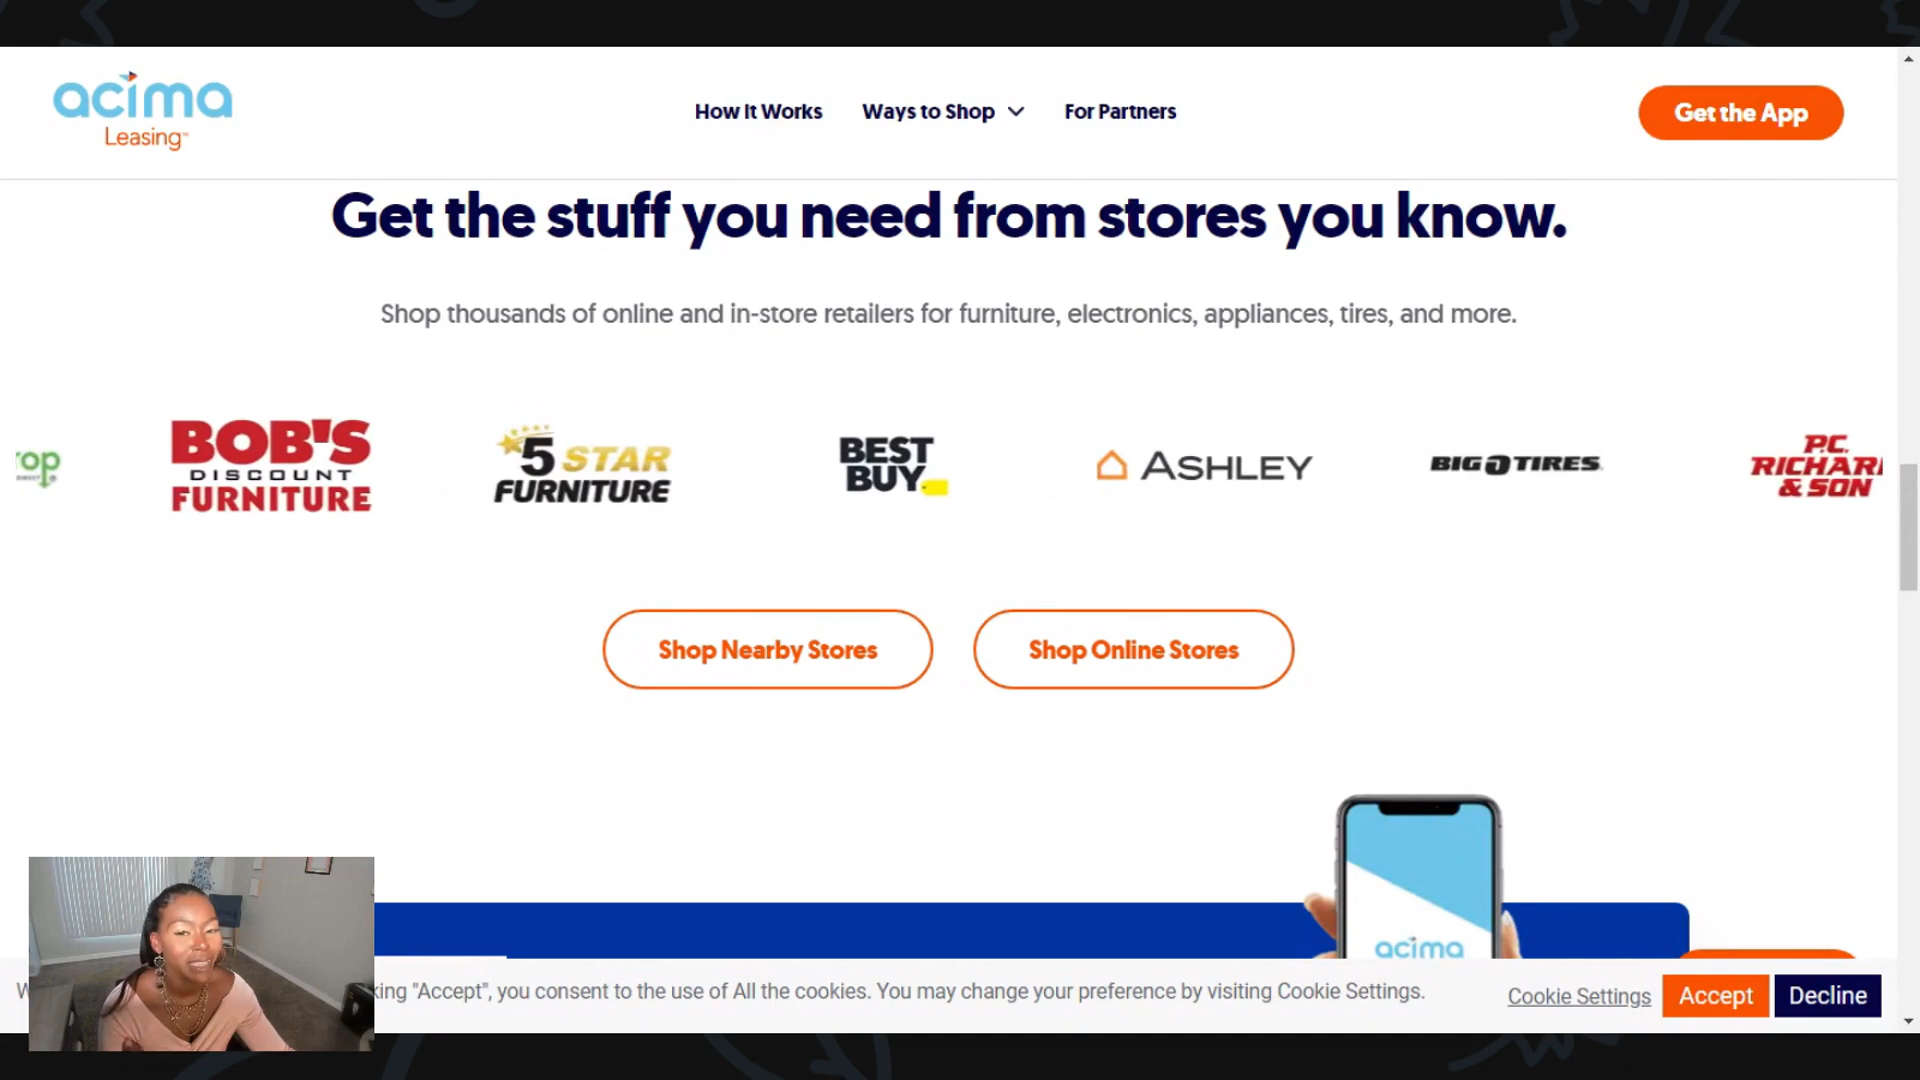 acima
Leasing™
How It Works
Ways to Shop
For Partners
Get the App
Get the stuff you need from stores you know.
Shop thousands of online and in-store retailers for furniture, electronics, appliances, tires, and more.
BOB'S
DISCOUNT
FURNITURE
5 STAR
FURNITURE
BEST
BUY
ASHLEY
BIG O TIRES
P.C.
RICHAR
& SON
Shop Nearby Stores
Shop Online Stores
acima
king "Accept", you consent to the use of All the cookies. You may change your preference by visiting Cookie Settings.
Cookie Settings
Accept
Decline